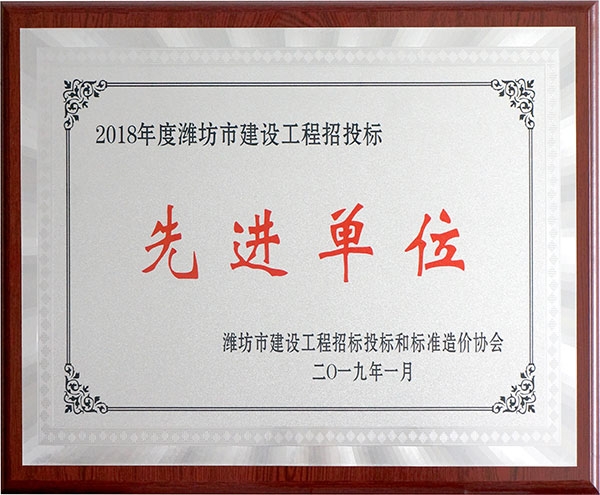 2018年度潍坊市建设工程招投标
先进单位
潍坊市建设工程招标投标和标准造价协会
二〇一九年一月